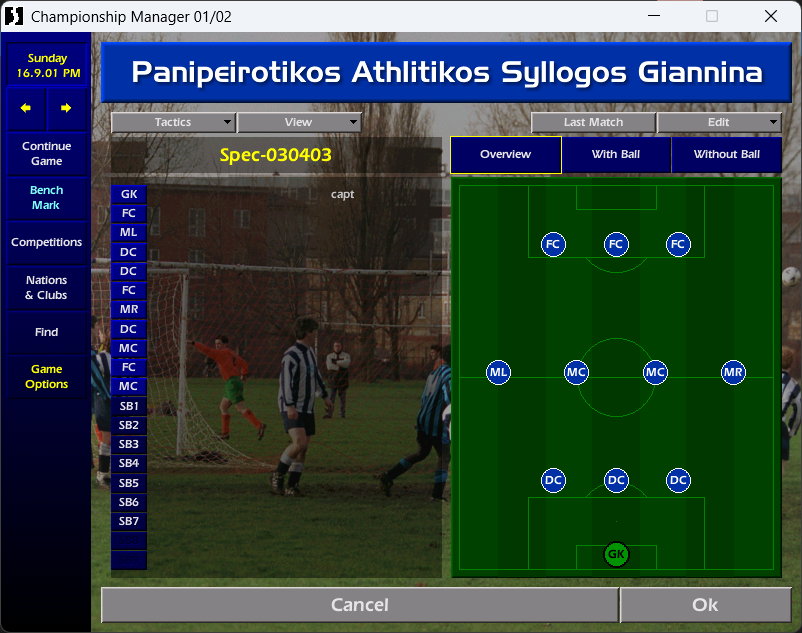 Championship Manager 01/02
Sunday
16.9.01 PM
Continue
Game
Bench
Mark
Competitions
Nations
& Clubs
Find
Game
Options
Panipeirotikos Athlitikos Syllogos Giannina
Tactics
View
Last Match
Edit
Spec-030403
Overview
With Ball
Without Ball
GK capt
FC
ML
DC
DC
FC
MR
DC
MC
FC
MC
SB1
SB2
SB3
SB4
SB5
SB6
SB7
FC FC FC
ML MC MC MR
DC DC DC
GK
Cancel
Ok